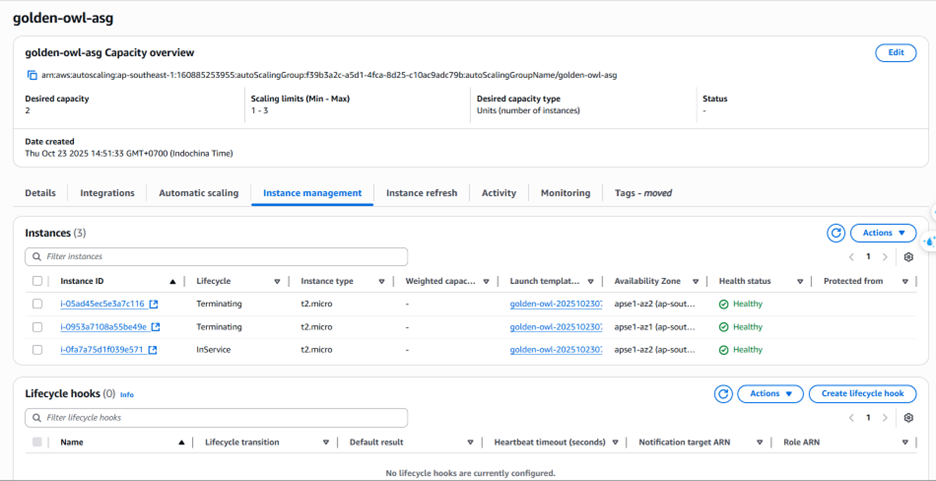 golden-owl-asg
golden-owl-asg Capacity overview
Edit
arn:aws:autoscaling:ap-southeast-1:160885253955:autoScalingGroup:f39b3a2c-a5d1-4fca-8d25-c10ac9adc79b:autoScalingGroupName/golden-owl-asg
Desired capacity Scaling limits (Min - Max) Desired capacity type Status
2 1 - 3 Units (number of instances) -
Date created
Thu Oct 23 2025 14:51:33 GMT+0700 (Indochina Time)
Details Integrations Automatic scaling Instance management Instance refresh Activity Monitoring Tags - moved
Instances (3) Actions
Filter instances 1
Instance ID Lifecycle Instance type Weighted capac... Launch templat... Availability Zone Health status Protected from
i-05ad45ec5e3a7c116 Terminating t2.micro - golden-owl-2025102307 apse1-az2 (ap-sout... Healthy
i-0953a7108a55be49e Terminating t2.micro - golden-owl-2025102307 apse1-az1 (ap-sout... Healthy
i-0fa7a75d1f039e571 InService t2.micro - golden-owl-2025102307 apse1-az2 (ap-sout... Healthy
Lifecycle hooks (0) Info Actions Create lifecycle hook
Filter lifecycle hooks 1
Name Lifecycle transition Default result Heartbeat timeout (seconds) Notification target ARN Role ARN
No lifecycle hooks are currently configured.